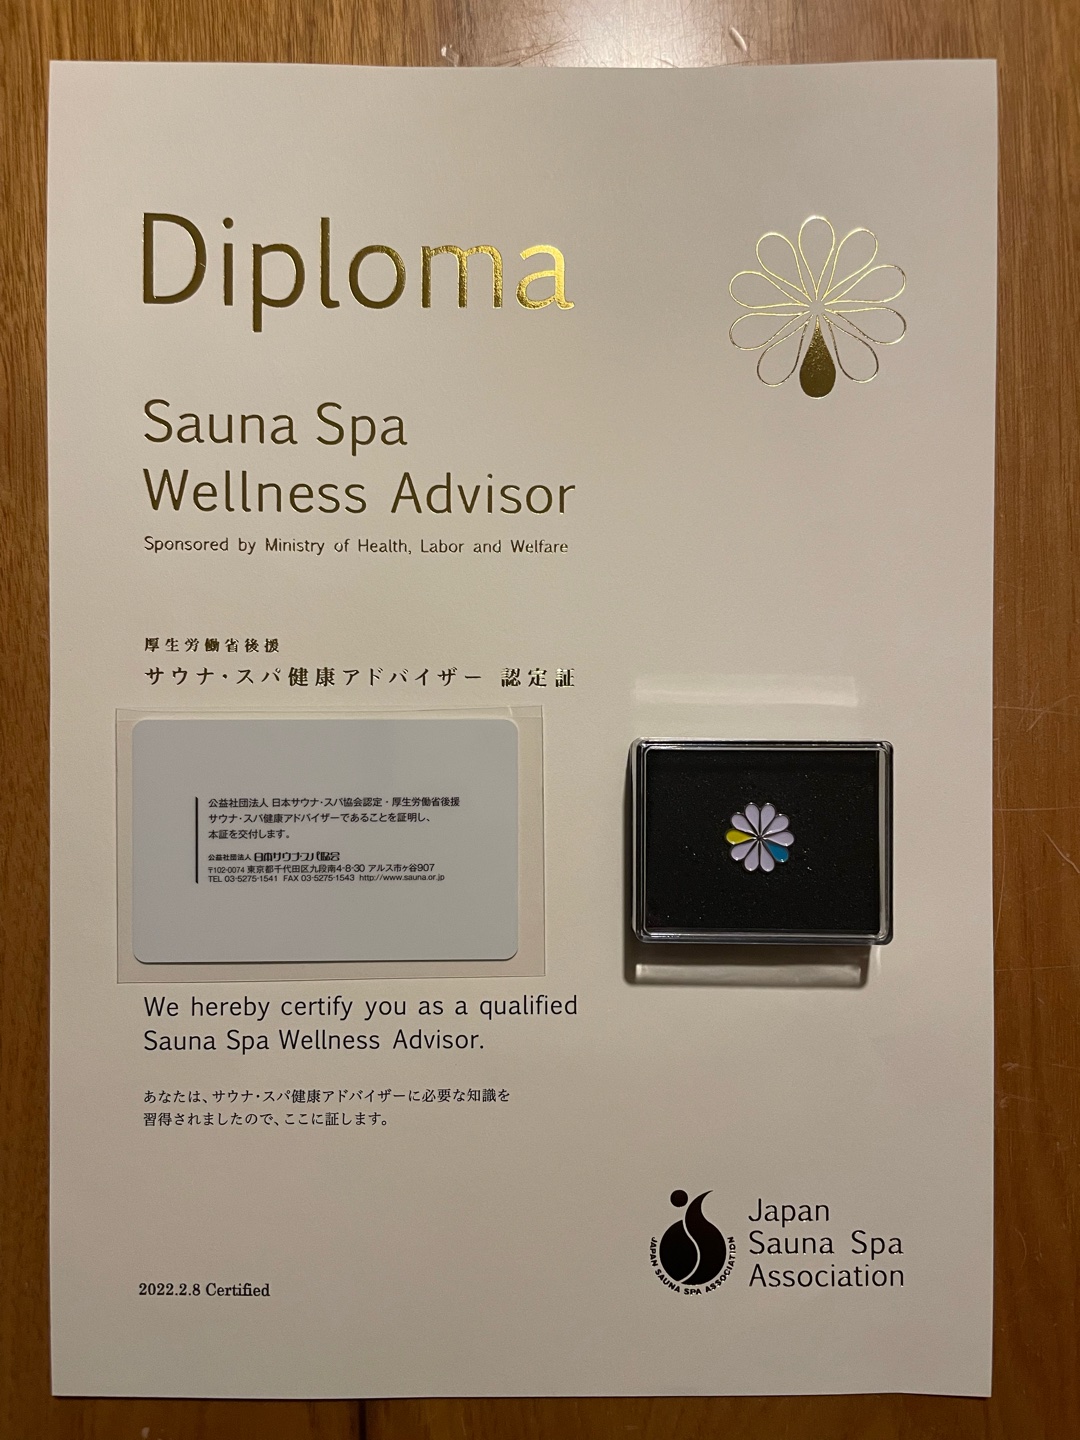 Diploma
Sauna Spa
Wellness Advisor
Sponsored by Ministry of Health, Labor and Welfare
厚生労働省後援
サウナ・スパ健康アドバイザー 認定証
公益社団法人 日本サウナ・スパ協会認定・厚生労働省後援
サウナ・スパ健康アドバイザーであることを証明し、
本証を交付します。
公益社団法人 日本サウナ・スパ協会
〒102-0074 東京都千代田区九段南4-8-30 アルス市ヶ谷907
TEL 03-5275-1541 FAX 03-5275-1543 http://www.sauna.or.jp
We hereby certify you as a qualified
Sauna Spa Wellness Advisor.
あなたは、サウナ・スパ健康アドバイザーに必要な知識を
習得されましたので、ここに証します。
2022.2.8 Certified
JAPAN SAUNA SPA ASSOCIATION
Japan
Sauna Spa
Association